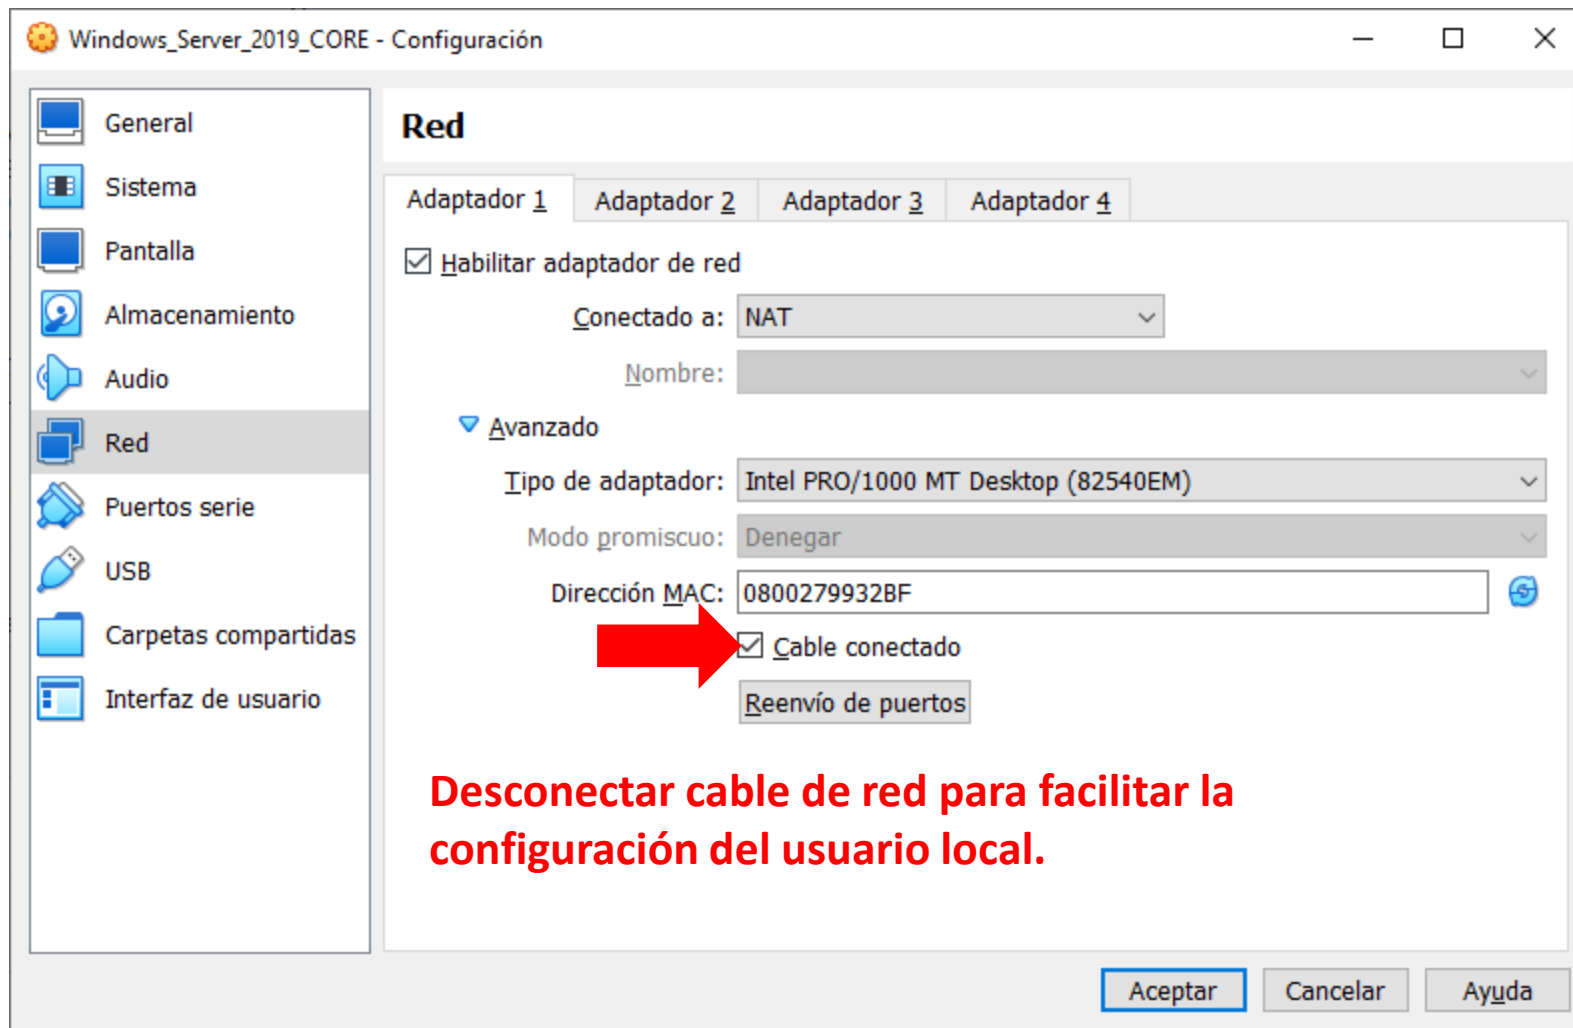 Windows_Server_2019_CORE - Configuración
General
Sistema
Pantalla
Almacenamiento
Audio
Red
Puertos serie
USB
Carpetas compartidas
Interfaz de usuario
Red
Adaptador 1 Adaptador 2 Adaptador 3 Adaptador 4
Habilitar adaptador de red
Conectado a: NAT
Nombre:
Avanzado
Tipo de adaptador: Intel PRO/1000 MT Desktop (82540EM)
Modo promiscuo: Denegar
Dirección MAC: 0800279932BF
Cable conectado
Reenvío de puertos
Desconectar cable de red para facilitar la
configuración del usuario local.
Aceptar Cancelar Ayuda